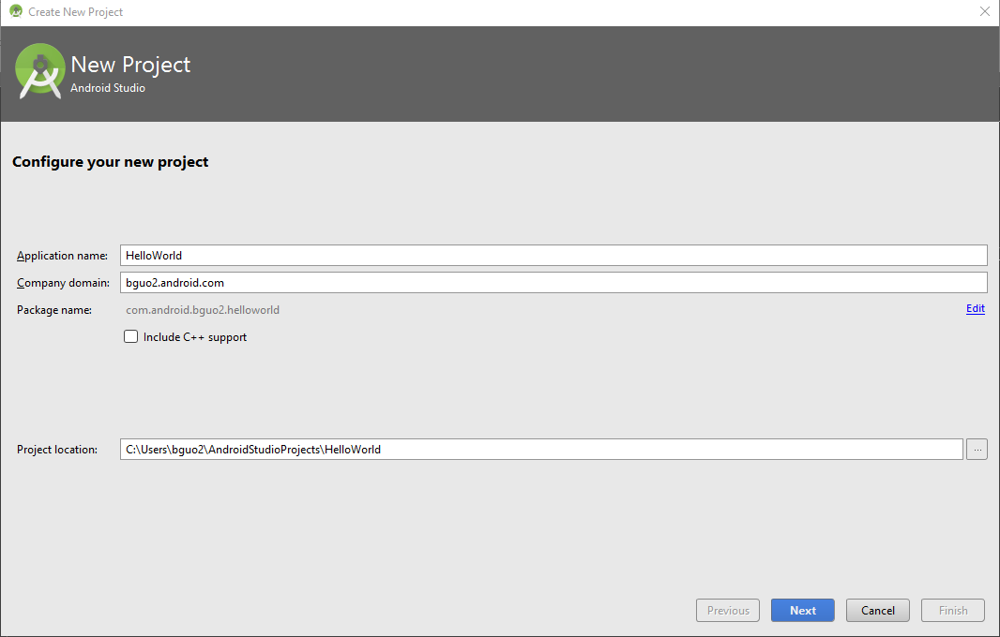 Create New Project
New Project
Android Studio
Configure your new project
Application name: HelloWorld
Company domain: bguo2.android.com
Package name: com.android.bguo2.helloworld Edit
Include C++ support
Project location: C:\Users\bguo2\AndroidStudioProjects\HelloWorld ...
Previous Next Cancel Finish